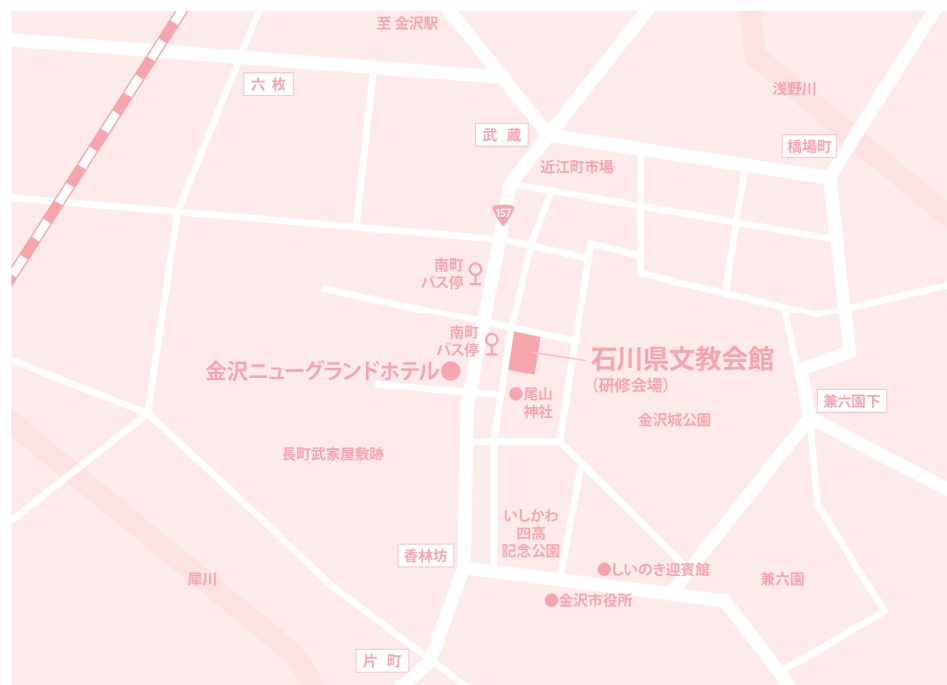 至 金沢駅
六 枚
浅野川
武 蔵
橋場町
近江町市場
157
南町
バス停
南町
バス停
石川県文教会館
(研修会場)
金沢ニューグランドホテル
尾山
神社
兼六園下
金沢城公園
長町武家屋敷跡
いしかわ
四高
記念公園
香林坊
しいのき迎賓館
犀川
兼六園
金沢市役所
片 町